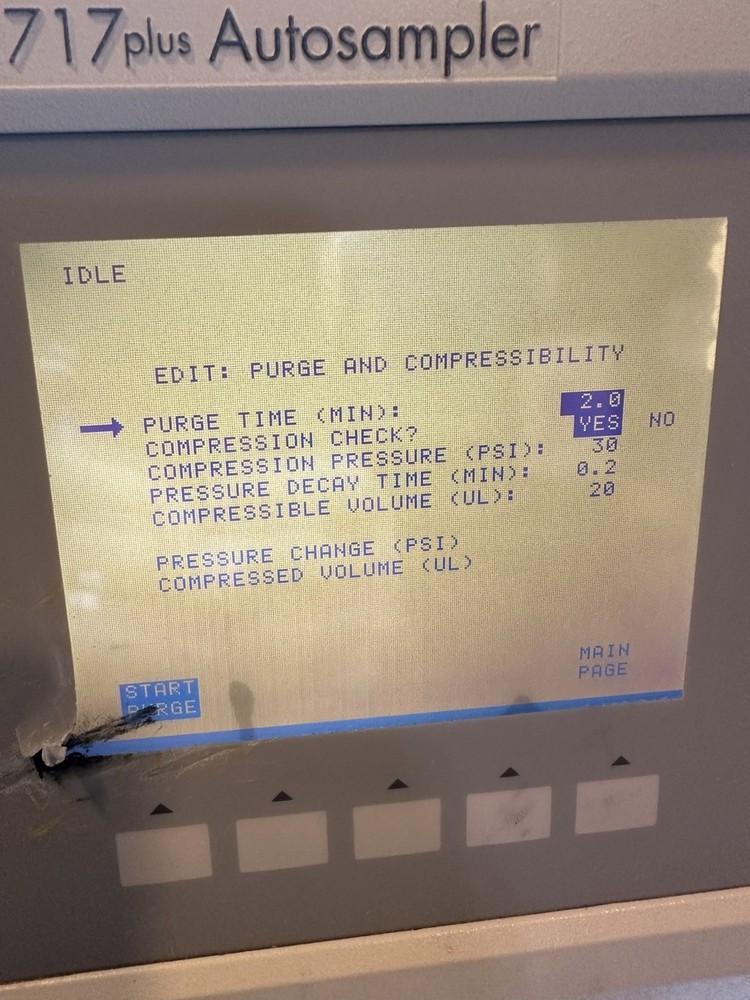 717plus Autosampler
IDLE
EDIT: PURGE AND COMPRESSIBILITY
PURGE TIME (MIN): 2.0
COMPRESSION CHECK? YES NO
COMPRESSION PRESSURE (PSI): 30
PRESSURE DECAY TIME (MIN): 0.2
COMPRESSIBLE VOLUME (UL): 20
PRESSURE CHANGE (PSI)
COMPRESSED VOLUME (UL)
START
PURGE
MAIN
PAGE